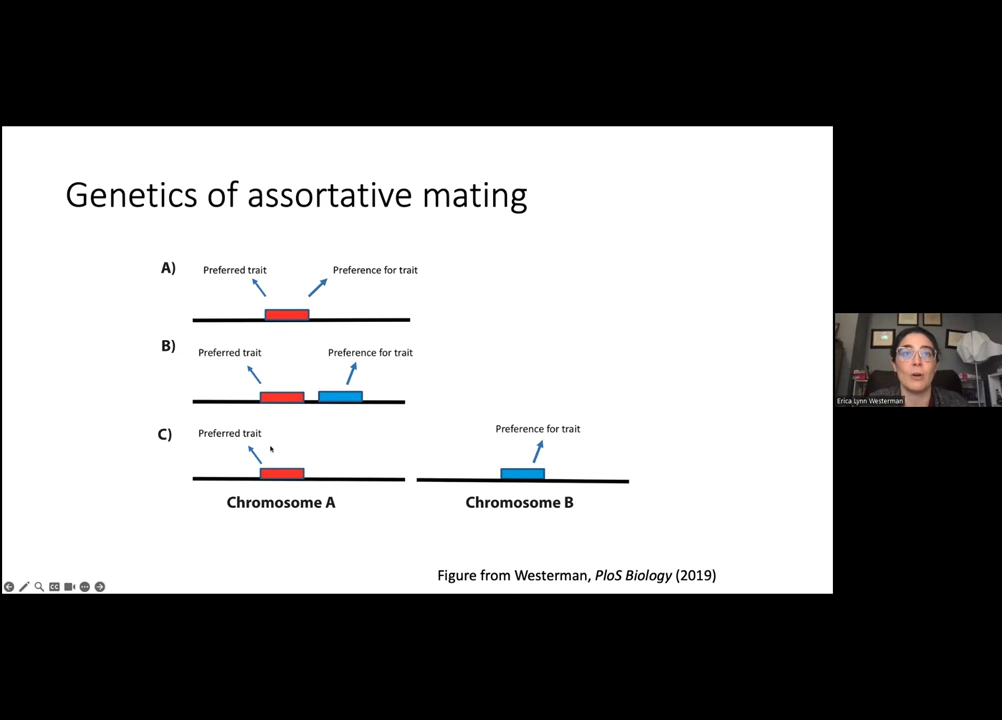 Genetics of assortative mating
A)
Preferred trait
Preference for trait
B)
Preferred trait
Preference for trait
C)
Preferred trait
Preference for trait
Chromosome A
Chromosome B
Figure from Westerman, PloS Biology (2019)
Erica Lynn Westerman